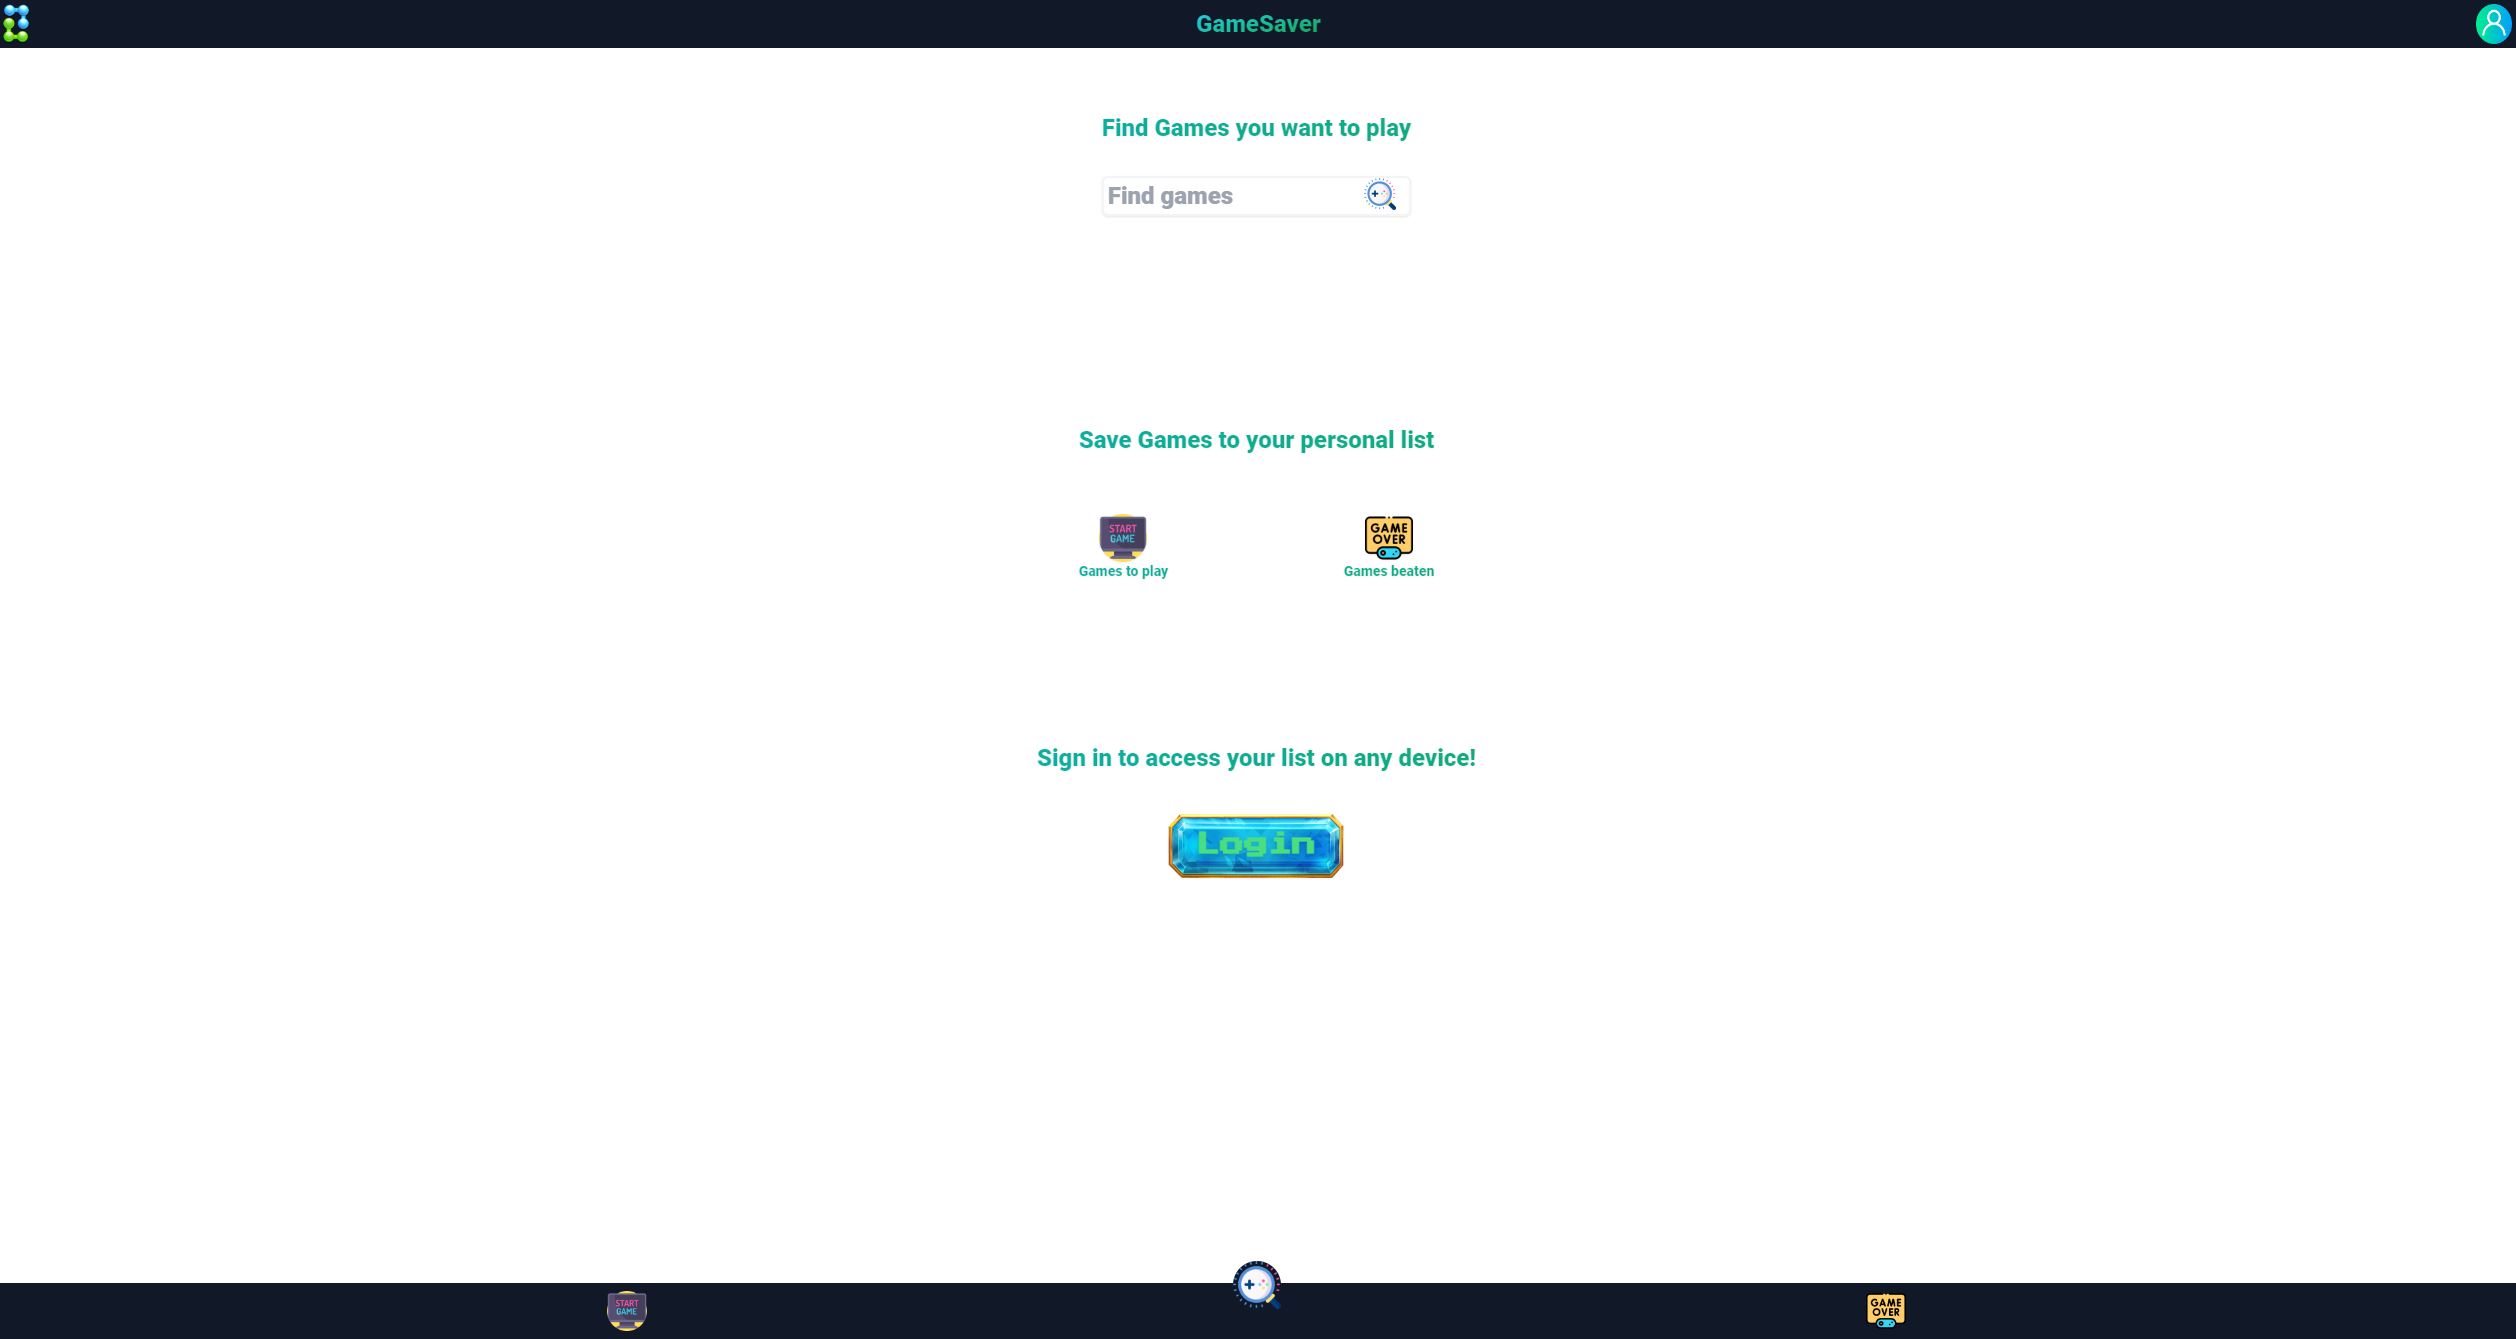 GameSaver
Find Games you want to play
Find games
Save Games to your personal list
START
GAME
GAME
OVER
Games to play
Games beaten
Sign in to access your list on any device!
Login
START
GAME
GAME
OVER